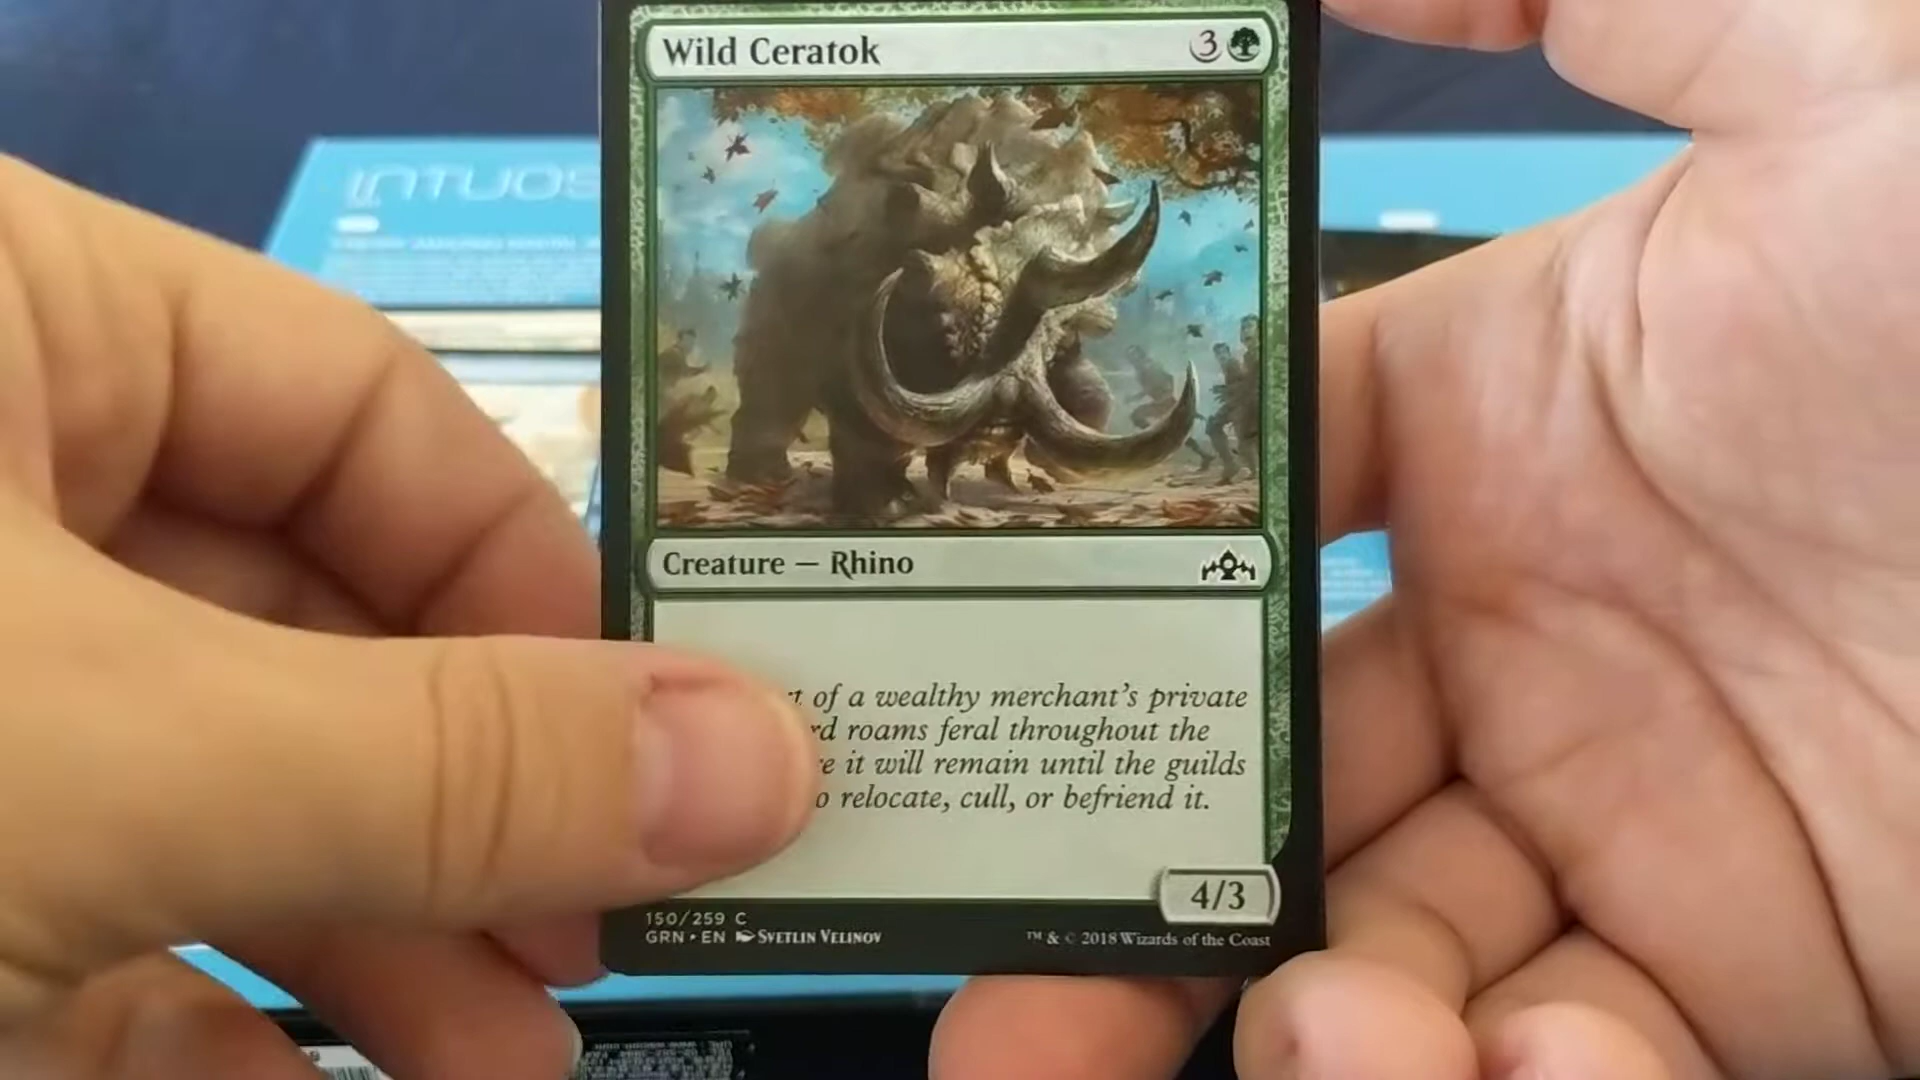 Wild Ceratok 3
INTUOS
Creature — Rhino
of a wealthy merchant's private
roams feral throughout the
it will remain until the guilds
relocate, cull, or befriend it.
4/3
150/259 C
GRN • EN SVETLIN VELINOV
™ & © 2018 Wizards of the Coast